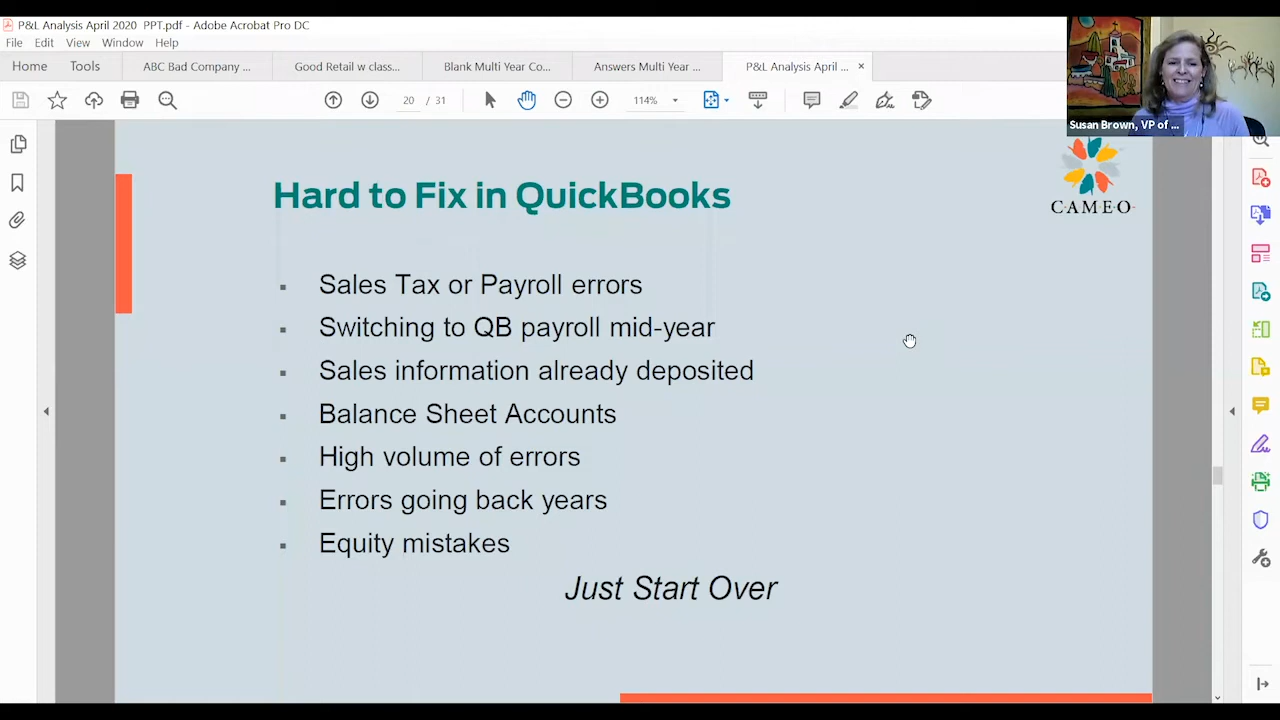 P&L Analysis April 2020 PPT.pdf - Adobe Acrobat Pro DC
File Edit View Window Help
Home Tools ABC Bad Company ... Good Retail w class... Blank Multi Year Co... Answers Multi Year ... P&L Analysis April ... ×
20 / 31 114%
Susan Brown, VP of ...
CAMEO
Hard to Fix in QuickBooks
▪ Sales Tax or Payroll errors
▪ Switching to QB payroll mid-year
▪ Sales information already deposited
▪ Balance Sheet Accounts
▪ High volume of errors
▪ Errors going back years
▪ Equity mistakes
Just Start Over